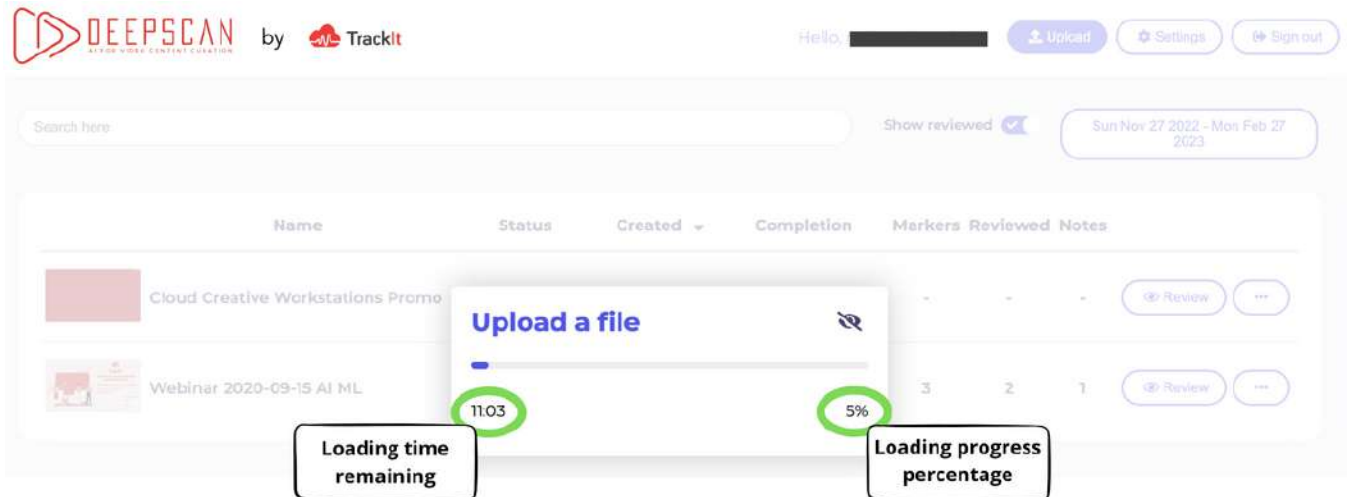 DEEPSCAN by TrackIt
AI FOR WORK CONTENT CURATION
Hello,
Upload
Settings
Sign out
Search here
Show reviewed
Sun Nov 27 2022 - Mon Feb 27
2023
Name Status Created Completion Markers Reviewed Notes
Cloud Creative Workstations Promo - - - Review ...
Upload a file
Webinar 2020-09-15 AI ML 3 2 1 Review ...
11:03 5%
Loading time
remaining
Loading progress
percentage